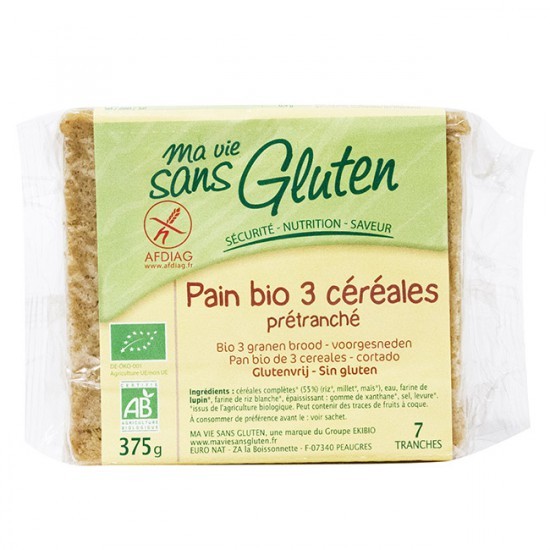 Ma vie
sans Gluten
SÉCURITÉ - NUTRITION - SAVEUR
AFDIAG
www.afdiag.fr
Pain bio 3 céréales
prétranché
Bio 3 granen brood - voorgesneden
Pan bio de 3 cereales - cortado
Glutenvrij - Sin gluten
Ingrédients : céréales complètes* (55%) (riz*, millet*, maïs*), eau, farine de
lupin*, farine de riz blanche*, épaississant : gomme de xanthane*, sel, levure*.
*issus de l'agriculture biologique. Peut contenir des traces de fruits à coque.
À consommer de préférence avant le : voir sachet.
Agriculture
CERTIFIÉ
AB
AGRICULTURE
BIOLOGIQUE
375g
MA VIE SANS GLUTEN, une marque du Groupe EKIBIO
www.maviesansgluten.fr
EURO NAT - ZA la Boissonnette - F-07340 PEAUGRES
7
TRANCHES